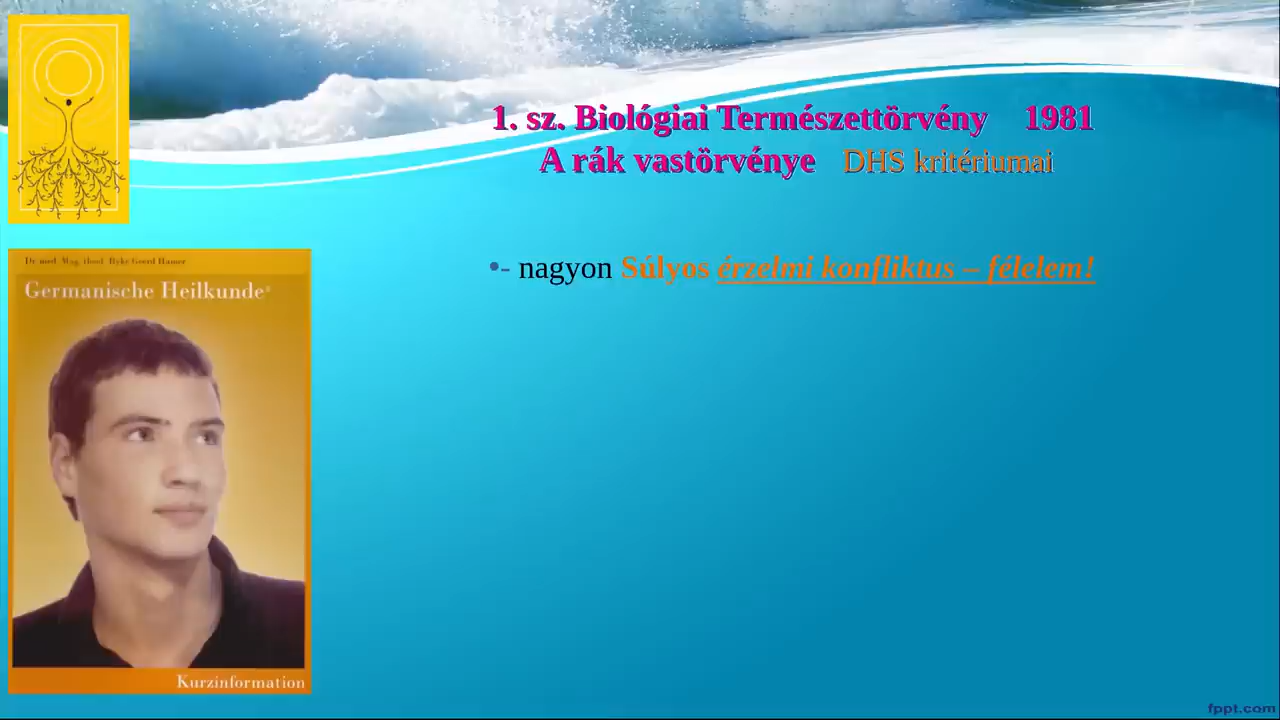 1. sz. Biológiai Természettörvény 1981
A rák vastörvénye DHS kritériumai
•- nagyon Súlyos érzelmi konfliktus – félelem!
Dr. med. Mag. theol. Ryke Geerd Hamer
Germanische Heilkunde®
Kurzinformation
fppt.com